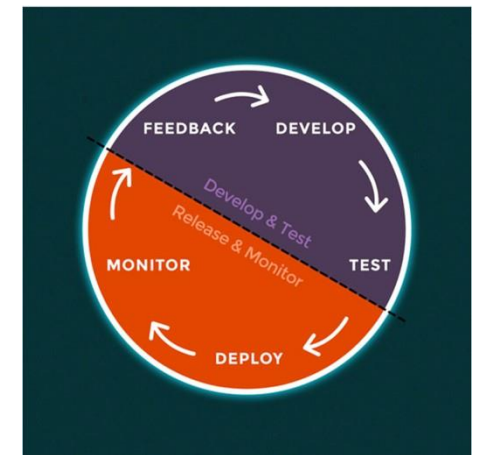 FEEDBACK
DEVELOP
Develop & Test
Release & Monitor
MONITOR
TEST
DEPLOY